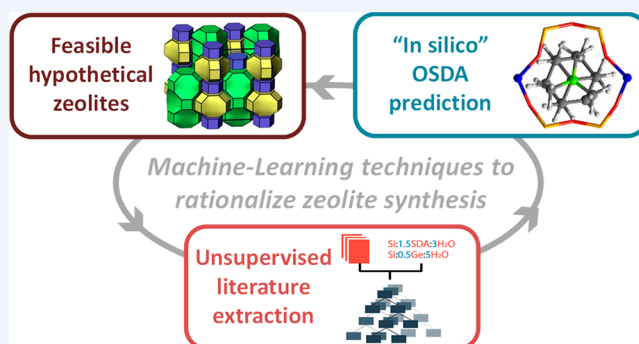 Feasible
hypothetical
zeolites
“In silico”
OSDA
prediction
Machine-Learning techniques to
rationalize zeolite synthesis
Unsupervised
literature
extraction
Si:1.5SDA:3H₂O
Si:0.5Ge:5H₂O